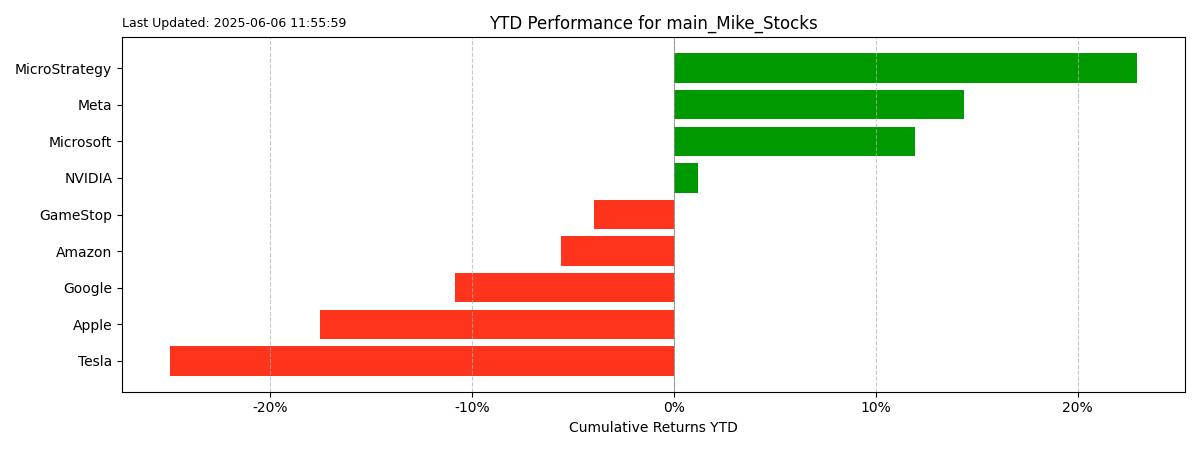 Last Updated: 2025-06-06 11:55:59
YTD Performance for main_Mike_Stocks
MicroStrategy
Meta
Microsoft
NVIDIA
GameStop
Amazon
Google
Apple
Tesla
-20% -10% 0% 10% 20%
Cumulative Returns YTD